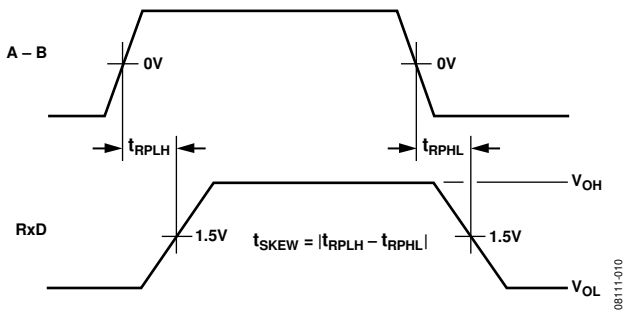 A – B
0V
0V
tRPLH
tRPHL
VOH
RxD
1.5V
tSKEW = |tRPLH – tRPHL|
1.5V
VOL
08111-010